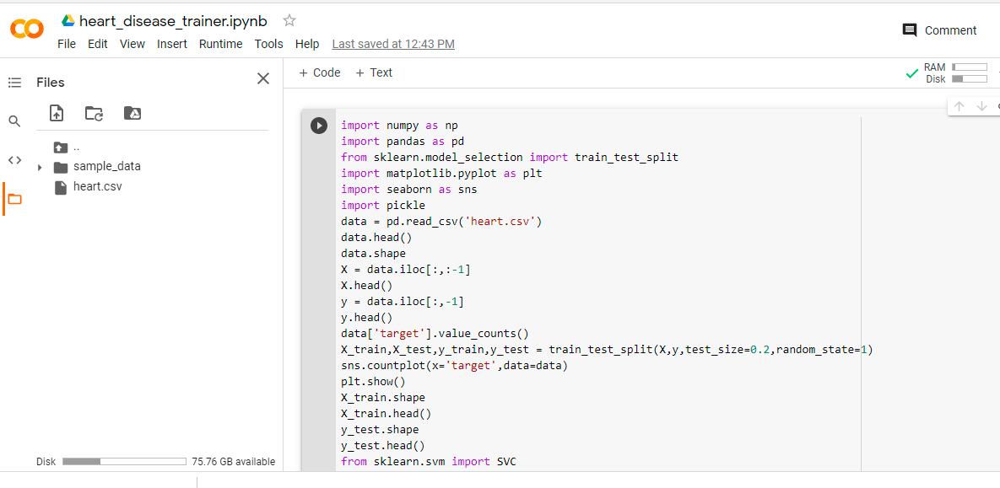 heart_disease_trainer.ipynb
File Edit View Insert Runtime Tools Help Last saved at 12:43 PM
Comment
Files
+ Code + Text
RAM
Disk
..
sample_data
heart.csv
Disk 75.76 GB available
import numpy as np
import pandas as pd
from sklearn.model_selection import train_test_split
import matplotlib.pyplot as plt
import seaborn as sns
import pickle
data = pd.read_csv('heart.csv')
data.head()
data.shape
X = data.iloc[:,:-1]
X.head()
y = data.iloc[:,-1]
y.head()
data['target'].value_counts()
X_train,X_test,y_train,y_test = train_test_split(X,y,test_size=0.2,random_state=1)
sns.countplot(x='target',data=data)
plt.show()
X_train.shape
X_train.head()
y_test.shape
y_test.head()
from sklearn.svm import SVC